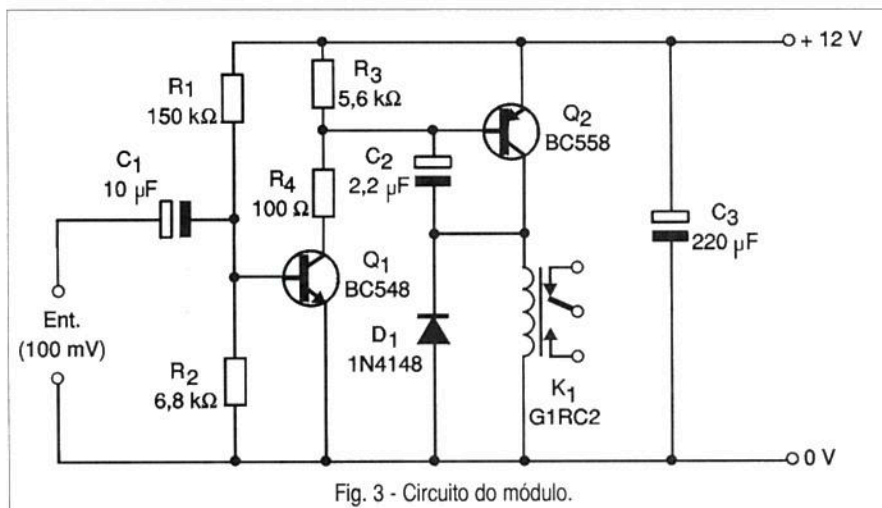 + 12 V
R1
150 kΩ
R3
5,6 kΩ
Q2
BC558
C1
10 µF
C2
2,2 µF
R4
100 Ω
C3
220 µF
Q1
BC548
Ent.
(100 mV)
D1
1N4148
R2
6,8 kΩ
K1
G1RC2
0 V
Fig. 3 - Circuito do módulo.